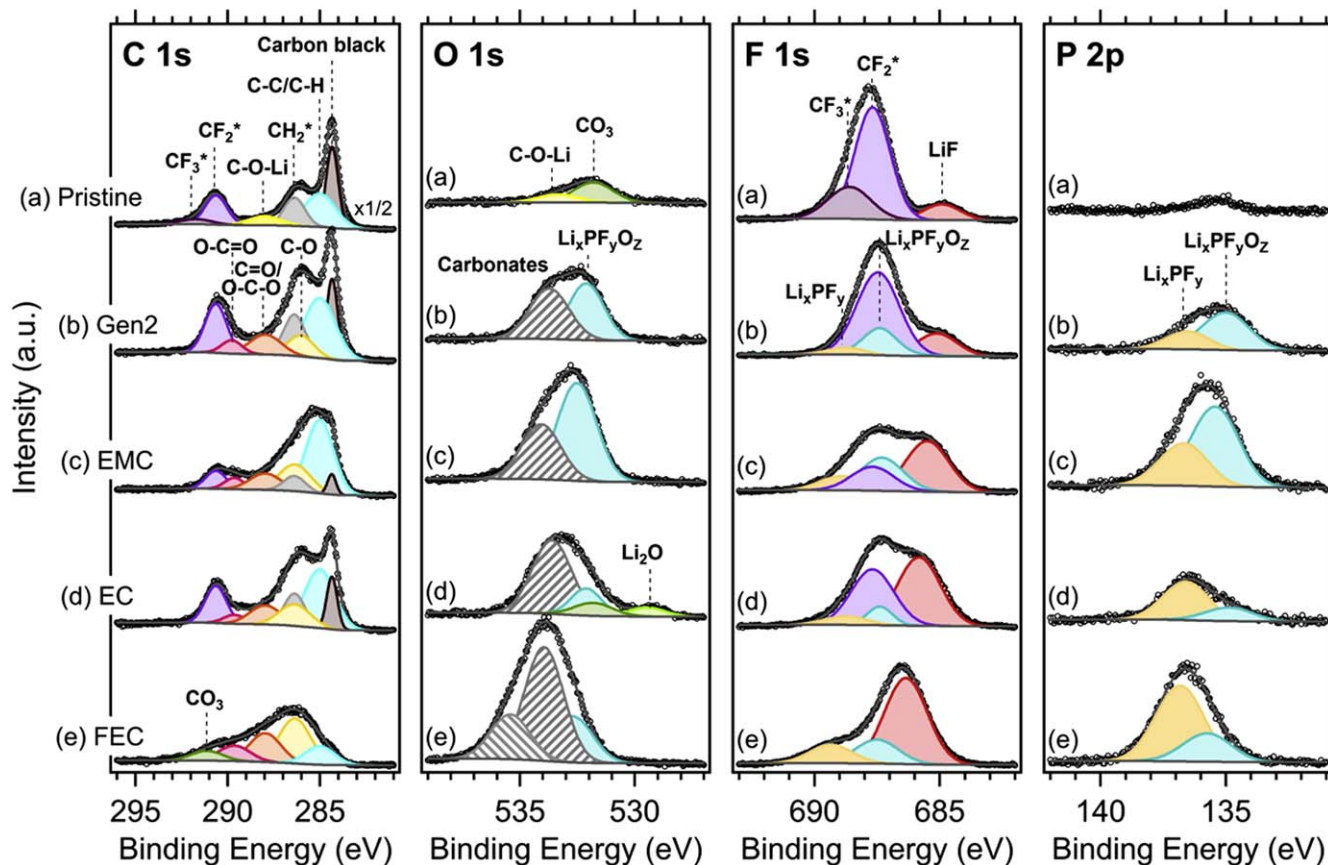 C 1s
O 1s
F 1s
P 2p
Carbon black
C-C/C-H
CH2*
CF2*
CF3*
C-O-Li
x1/2
(a) Pristine
C-O-Li
CO3
(a)
CF3*
CF2*
LiF
(a)
(a)
O-C=O
C=O/
O-C-O
C-O
(b) Gen2
Carbonates
LixPFyOZ
(b)
LixPFy
LixPFyOZ
(b)
LixPFy
LixPFyOZ
(b)
(c) EMC
(c)
(c)
(c)
(d) EC
Li2O
(d)
(d)
(d)
CO3
(e) FEC
(e)
(e)
(e)
Intensity (a.u.)
295 290 285
535 530
690 685
140 135
Binding Energy (eV)
Binding Energy (eV)
Binding Energy (eV)
Binding Energy (eV)